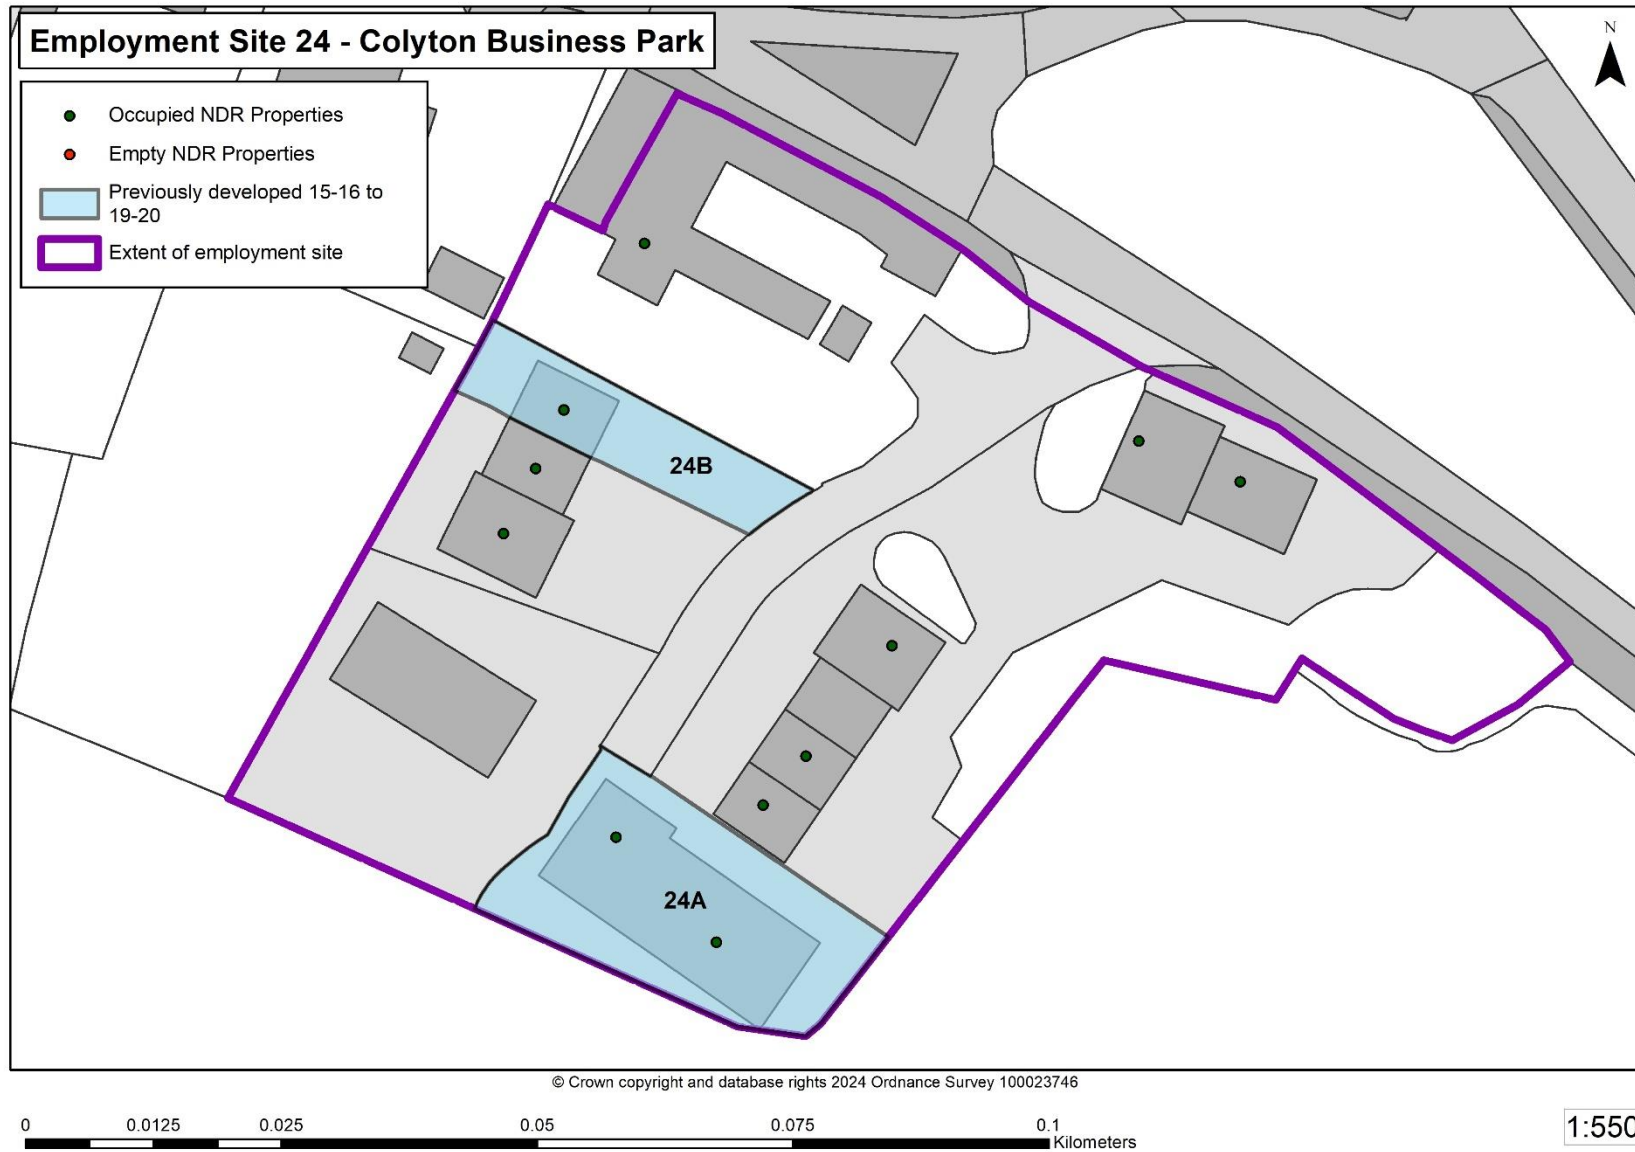 Employment Site 24 - Colyton Business Park
N
Occupied NDR Properties
Empty NDR Properties
Previously developed 15-16 to
19-20
Extent of employment site
24B
24A
© Crown copyright and database rights 2024 Ordnance Survey 100023746
0 0.0125 0.025 0.05 0.075 0.1
Kilometers
1:550